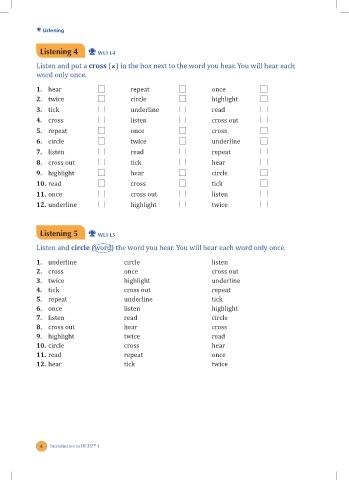 Listening
Listening 4 WL1 L4
Listen and put a cross (x) in the box next to the word you hear. You will hear each
word only once.
1. hear repeat once
2. twice circle highlight
3. tick underline read
4. cross listen cross out
5. repeat once cross
6. circle twice underline
7. listen read repeat
8. cross out tick hear
9. highlight hear circle
10. read cross tick
11. once cross out listen
12. underline highlight twice
Listening 5 WL1 L5
Listen and circle (word) the word you hear. You will hear each word only once.
1. underline circle listen
2. cross once cross out
3. twice highlight underline
4. tick cross out repeat
5. repeat underline tick
6. once listen highlight
7. listen read circle
8. cross out hear cross
9. highlight twice read
10. circle cross hear
11. read repeat once
12. hear tick twice
4 Introduction to